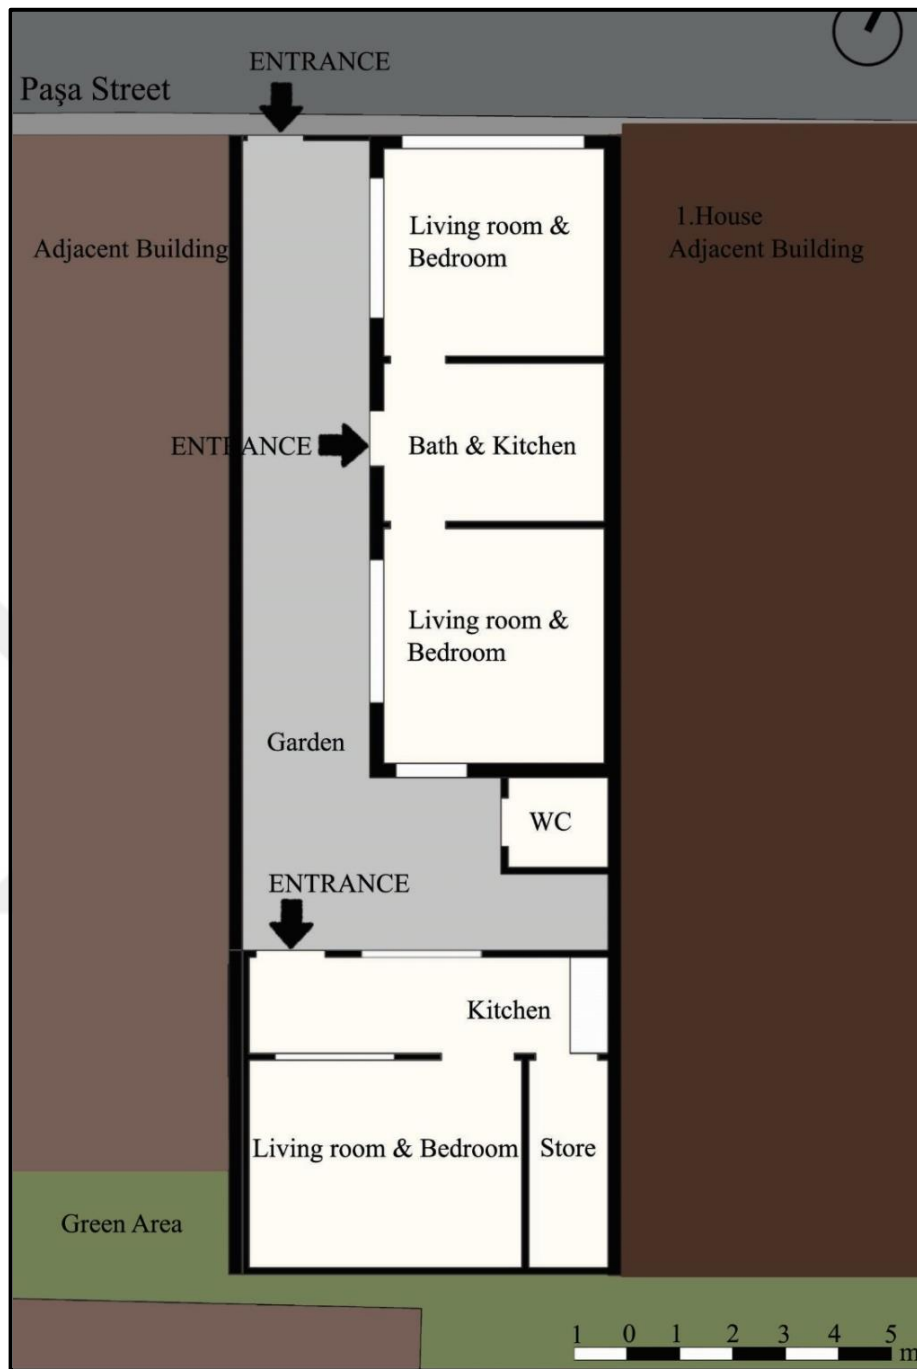 ENTRANCE
Paşa Street
Living room &
Bedroom
1.House
Adjacent Building
Adjacent Building
ENTRANCE
Bath & Kitchen
Living room &
Bedroom
Garden
WC
ENTRANCE
Kitchen
Living room & Bedroom
Store
Green Area
1 0 1 2 3 4 5
m